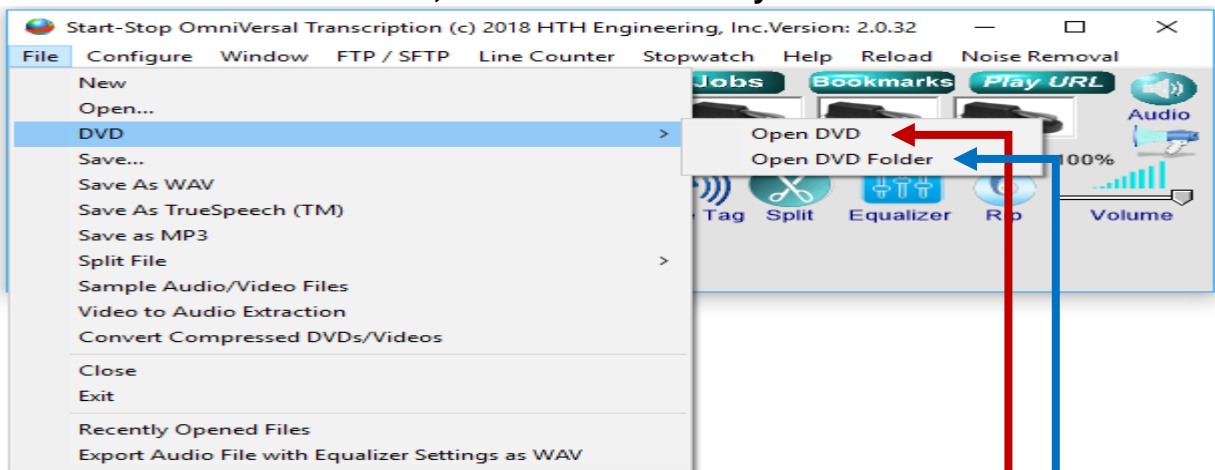 Start-Stop OmniVersal Transcription (c) 2018 HTH Engineering, Inc.Version: 2.0.32
File Configure Window FTP / SFTP Line Counter Stopwatch Help Reload Noise Removal
New
Open...
DVD >
Save...
Save As WAV
Save As TrueSpeech (TM)
Save as MP3
Split File >
Sample Audio/Video Files
Video to Audio Extraction
Convert Compressed DVDs/Videos
Close
Exit
Recently Opened Files
Export Audio File with Equalizer Settings as WAV
Open DVD
Open DVD Folder
Jobs Bookmarks Play URL
Audio
100%
Tag Split Equalizer Volume